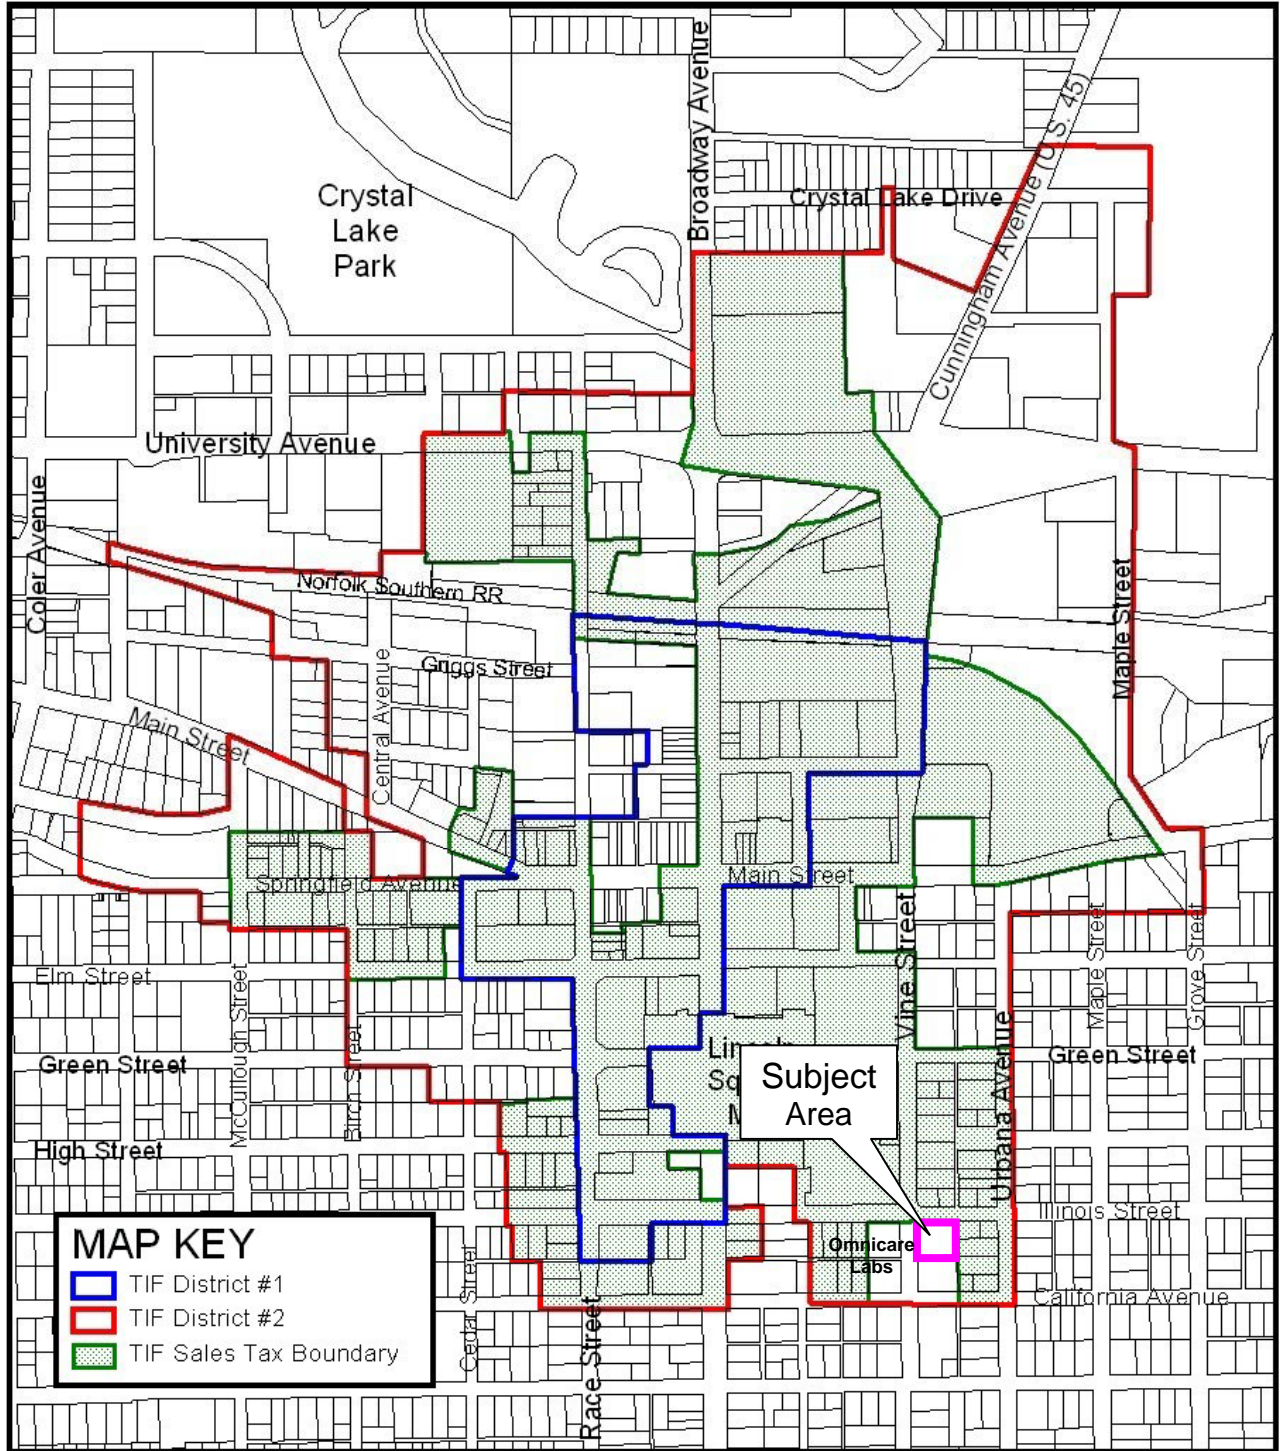 Broadway Avenue
Cunningham Avenue (U.S. 45)
Crystal
Lake
Park
Crystal Lake Drive
University Avenue
Coler Avenue
Norfolk Southern RR
Maple Street
Griggs Street
Central Avenue
Main Street
Main Street
Springfield Avenue
Vine Street
Maple Street
Grove Street
Elm Street
McCullough Street
Birch Street
Green Street
Urbana Avenue
Green Street
Subject
Area
High Street
Illinois Street
Omnicare
Labs
California Avenue
Cedar Street
Race Street
MAP KEY
TIF District #1
TIF District #2
TIF Sales Tax Boundary